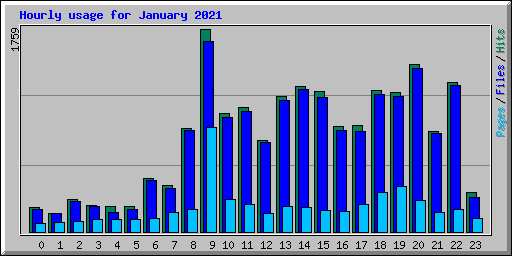 Hourly usage for January 2021
1759
Pages / Files / Hits
0 1 2 3 4 5 6 7 8 9 10 11 12 13 14 15 16 17 18 19 20 21 22 23